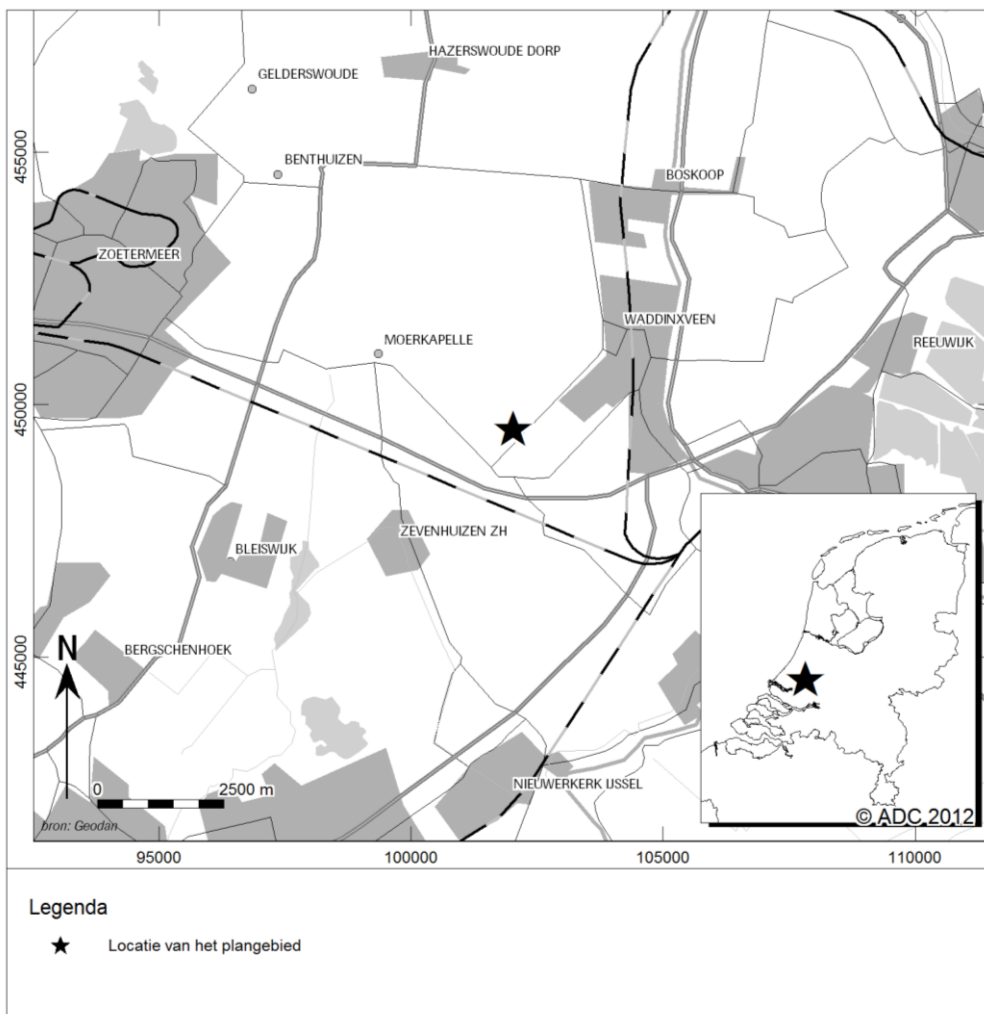 HAZERSWOUDE DORP
GELDERSWOUDE
455000
BENTHUIZEN
BOSKOOP
ZOETERMEER
WADDINXVEEN
MOERKAPELLE
REEUWIJK
450000
ZEVENHUIZEN ZH
BLEISWIJK
445000
N
BERGSCHENHOEK
0 2500 m
NIEUWERKERK IJSSEL
bron: Geodan
© ADC 2012
95000 100000 105000 110000
Legenda
Locatie van het plangebied